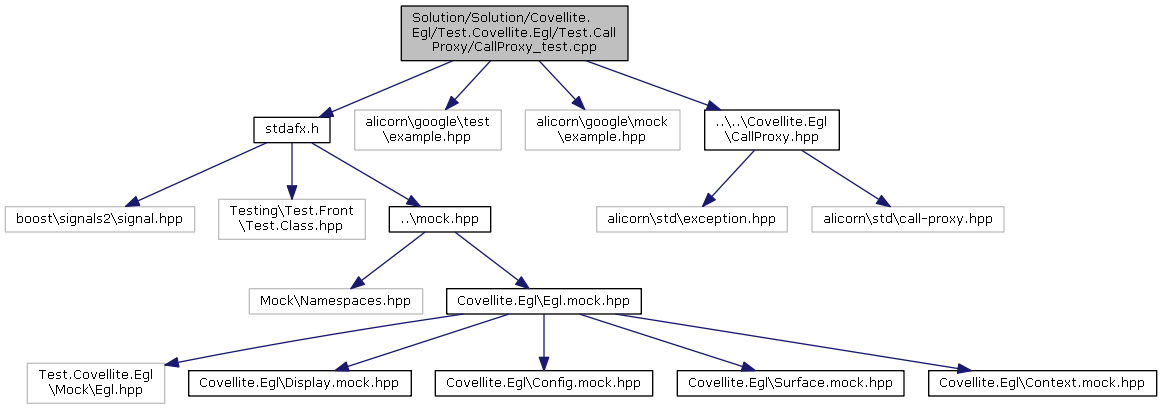 Solution/Solution/Covellite.
Egl/Test.Covellite.Egl/Test.Call
Proxy/CallProxy_test.cpp
stdafx.h
alicorn\google\test
\example.hpp
alicorn\google\mock
\example.hpp
..\..\Covellite.Egl
\CallProxy.hpp
boost\signals2\signal.hpp
Testing\Test.Front
\Test.Class.hpp
..\mock.hpp
alicorn\std\exception.hpp
alicorn\std\call-proxy.hpp
Mock\Namespaces.hpp
Covellite.Egl\Egl.mock.hpp
Test.Covellite.Egl
\Mock\Egl.hpp
Covellite.Egl\Display.mock.hpp
Covellite.Egl\Config.mock.hpp
Covellite.Egl\Surface.mock.hpp
Covellite.Egl\Context.mock.hpp